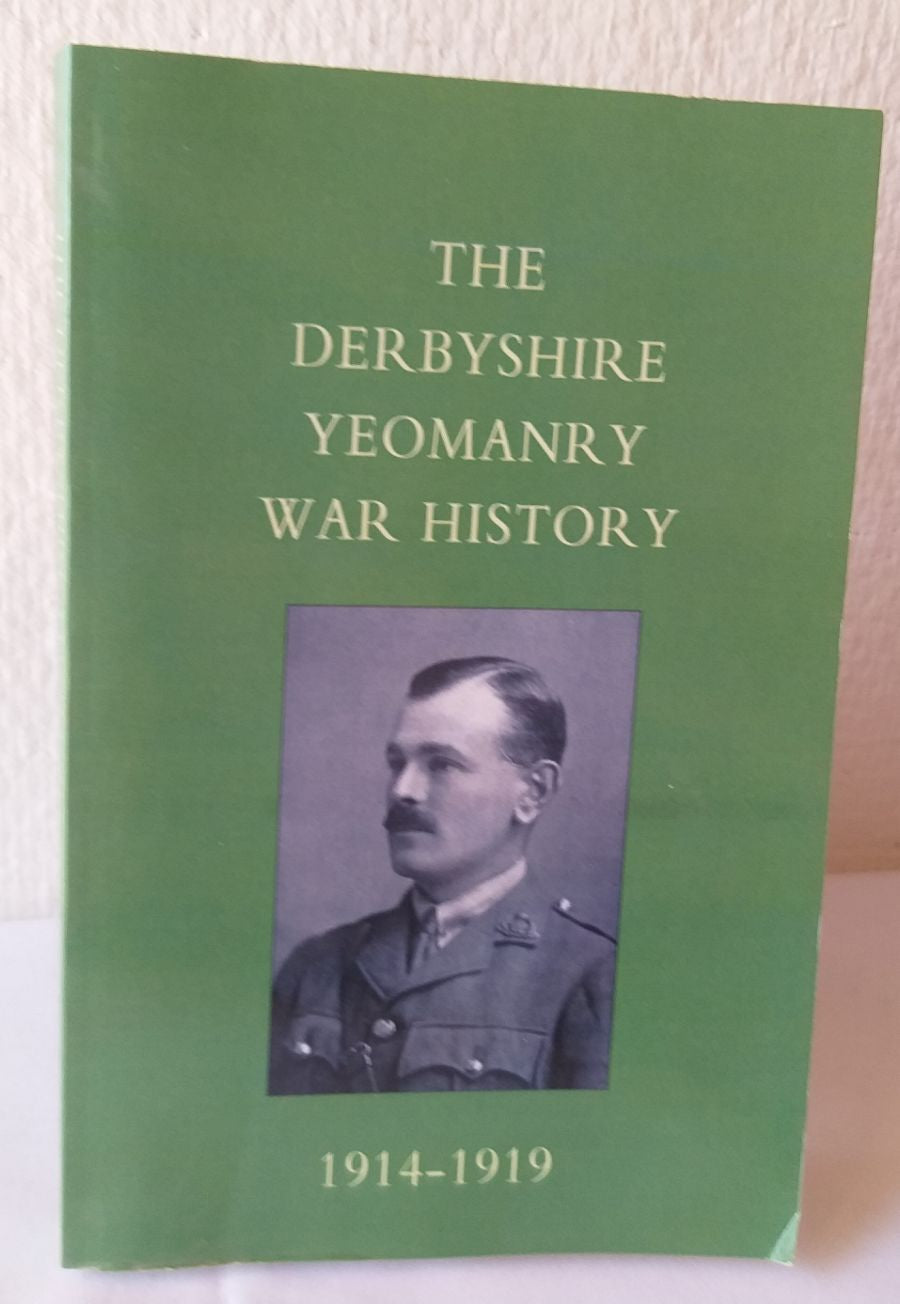 THE
DERBYSHIRE
YEOMANRY
WAR HISTORY
1914-1919